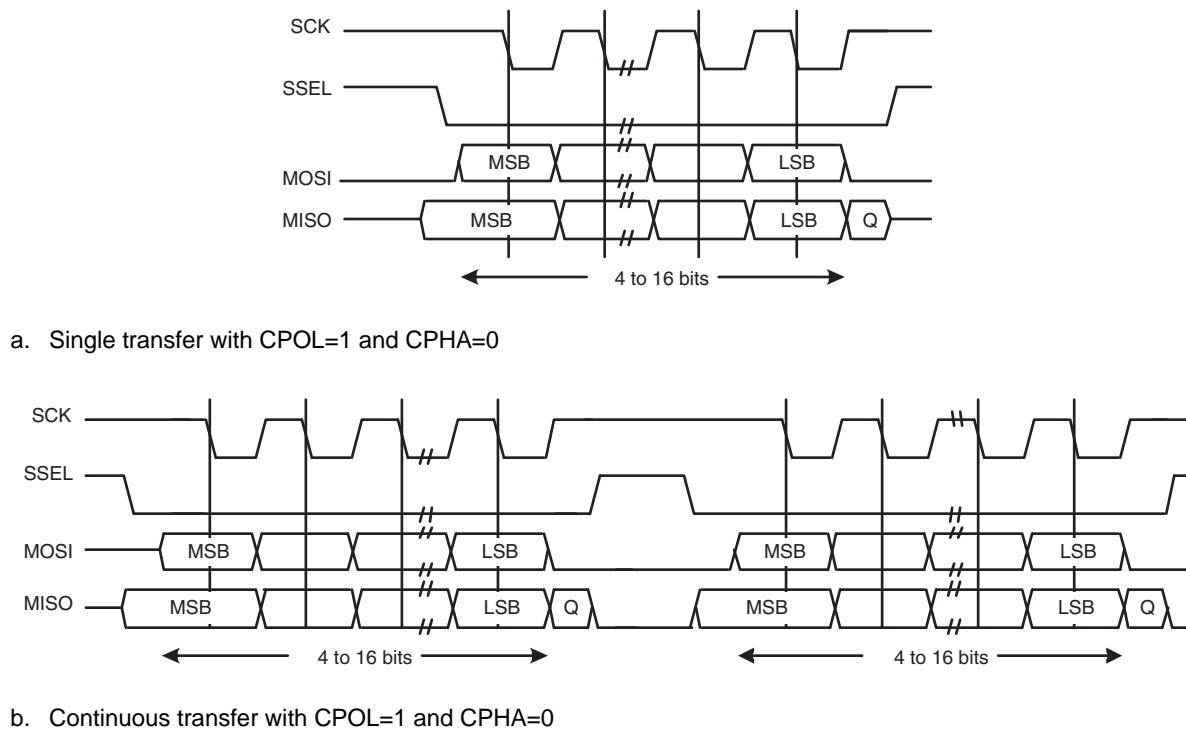 SCK
SSEL
MOSI
MSB
LSB
MISO
MSB
LSB
Q
4 to 16 bits
a. Single transfer with CPOL=1 and CPHA=0
SCK
SSEL
MOSI
MSB
LSB
MSB
LSB
MISO
MSB
LSB
Q
MSB
LSB
Q
4 to 16 bits
4 to 16 bits
b. Continuous transfer with CPOL=1 and CPHA=0